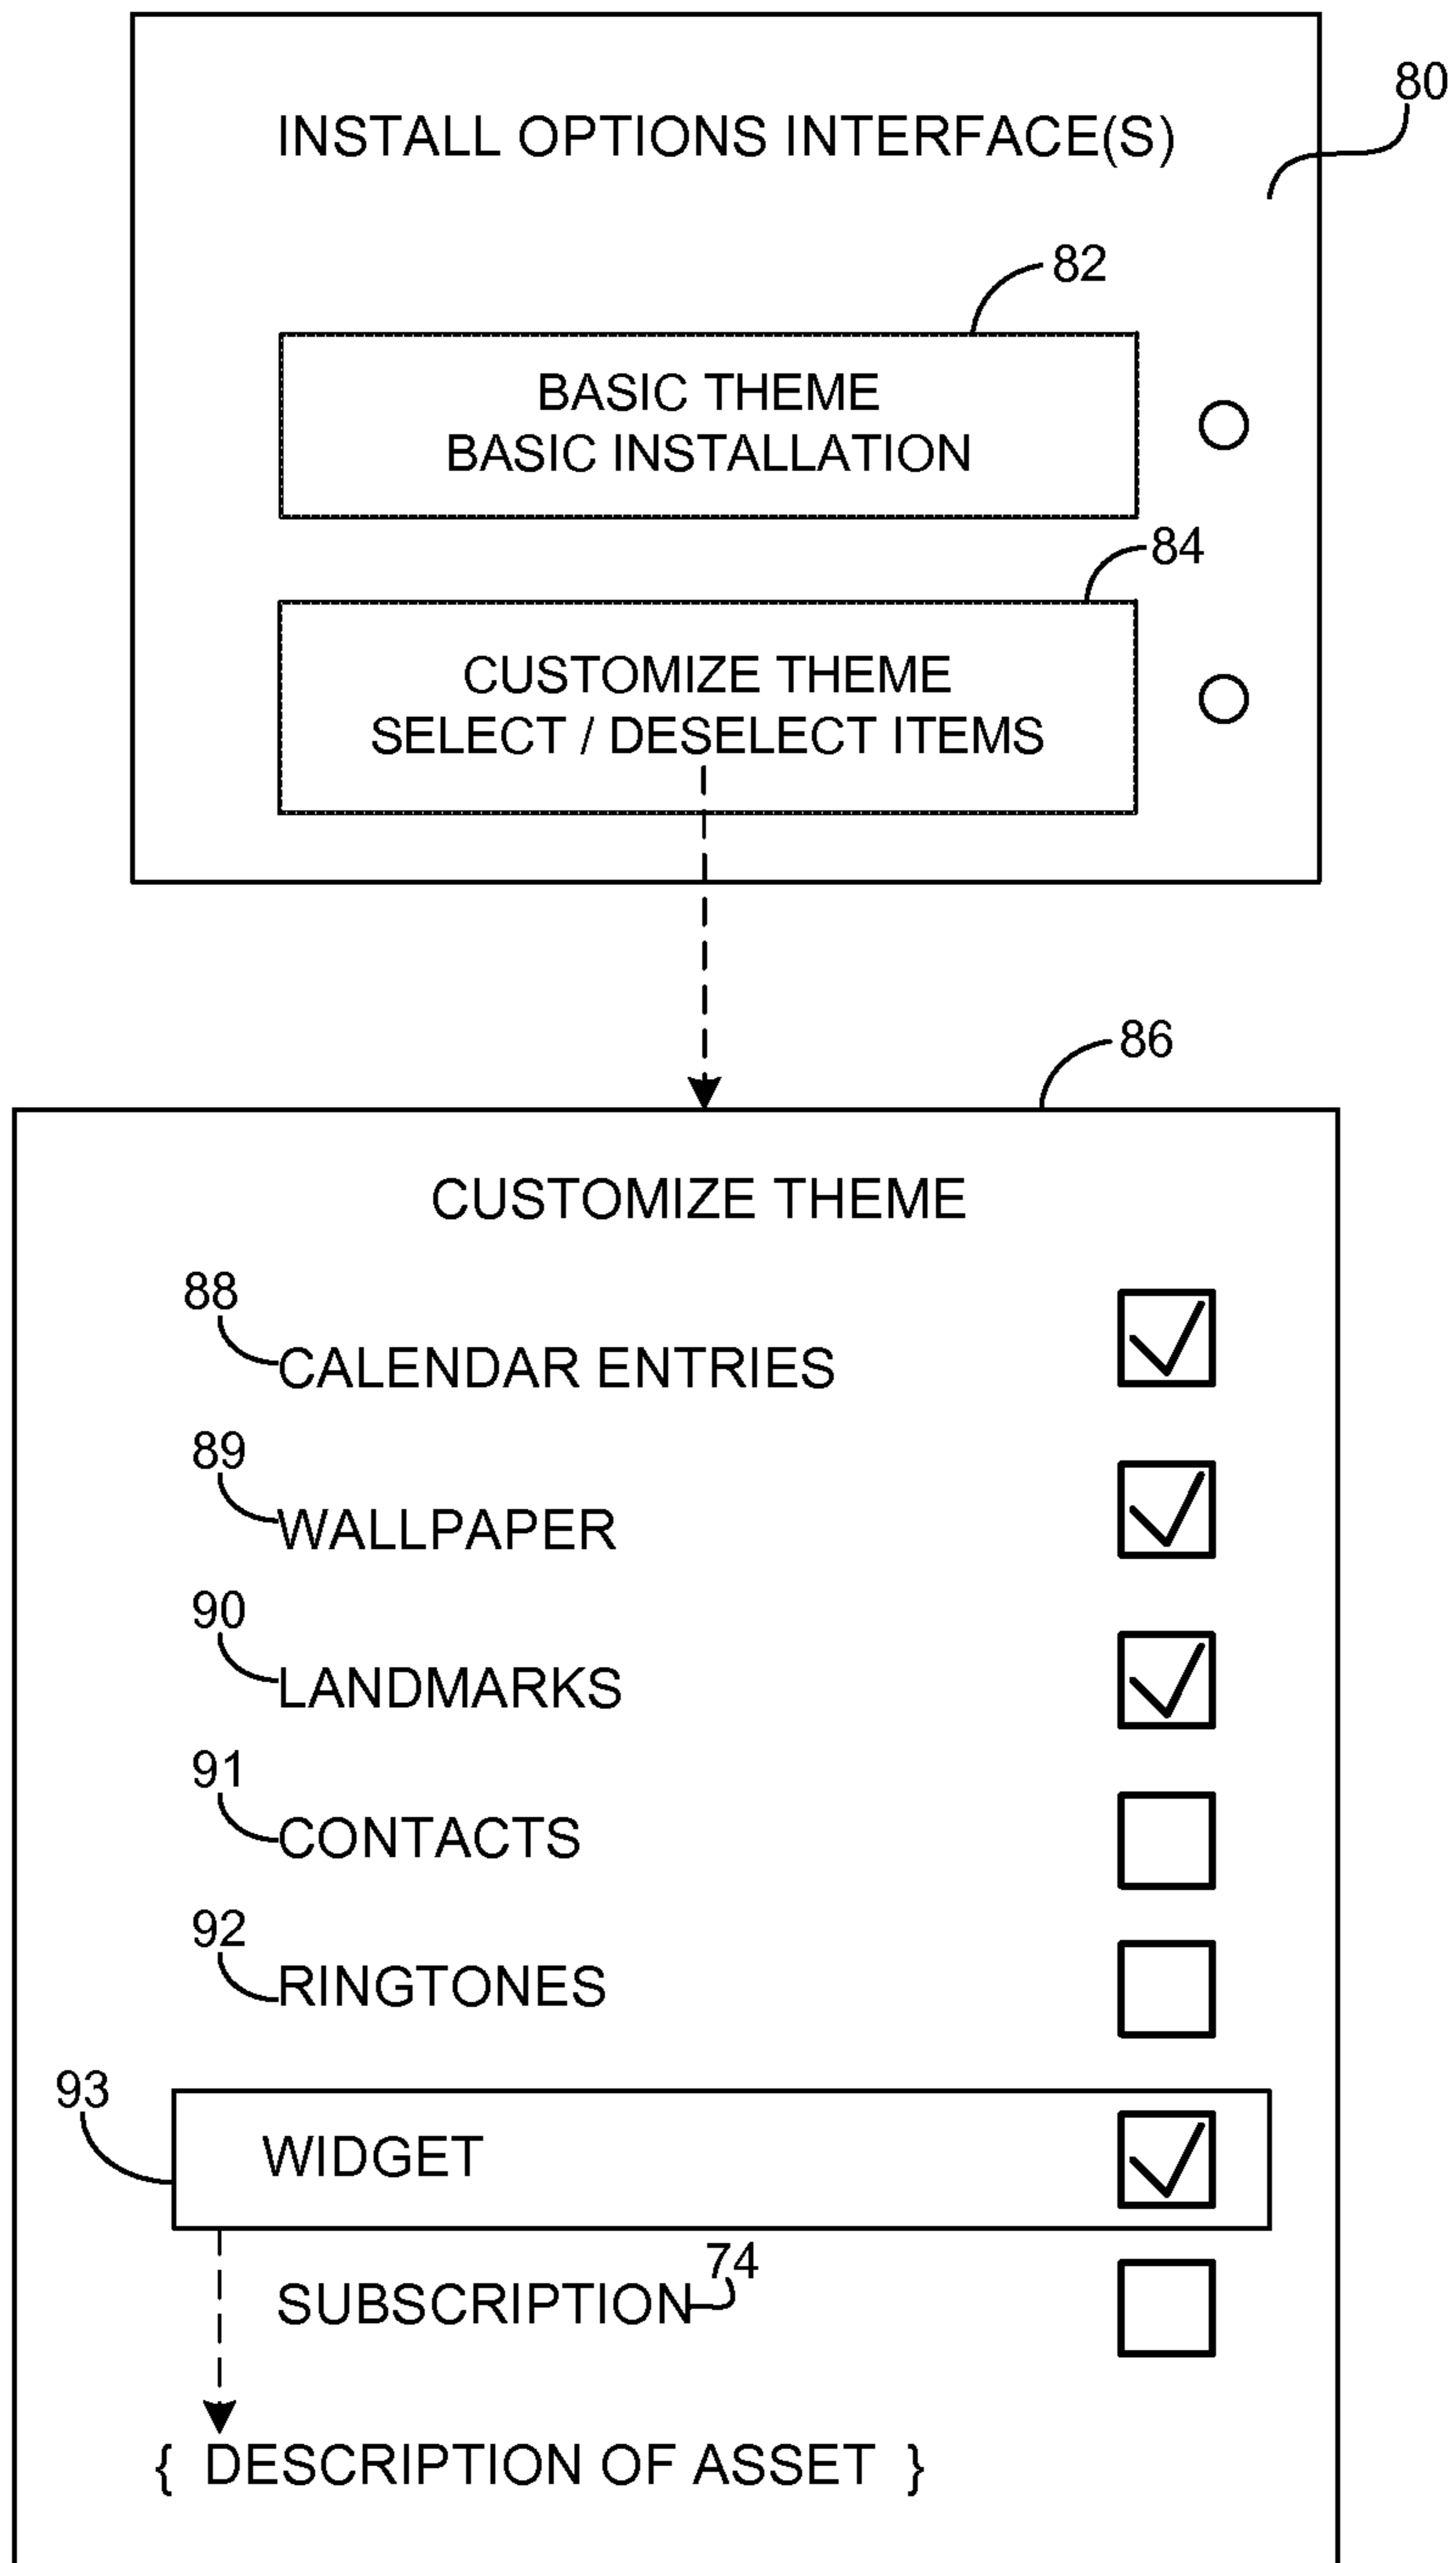 80
INSTALL OPTIONS INTERFACE(S)
82
BASIC THEME
BASIC INSTALLATION
84
CUSTOMIZE THEME
SELECT / DESELECT ITEMS
86
CUSTOMIZE THEME
88
CALENDAR ENTRIES
89
WALLPAPER
90
LANDMARKS
91
CONTACTS
92
RINGTONES
93
WIDGET
74
SUBSCRIPTION
{ DESCRIPTION OF ASSET }